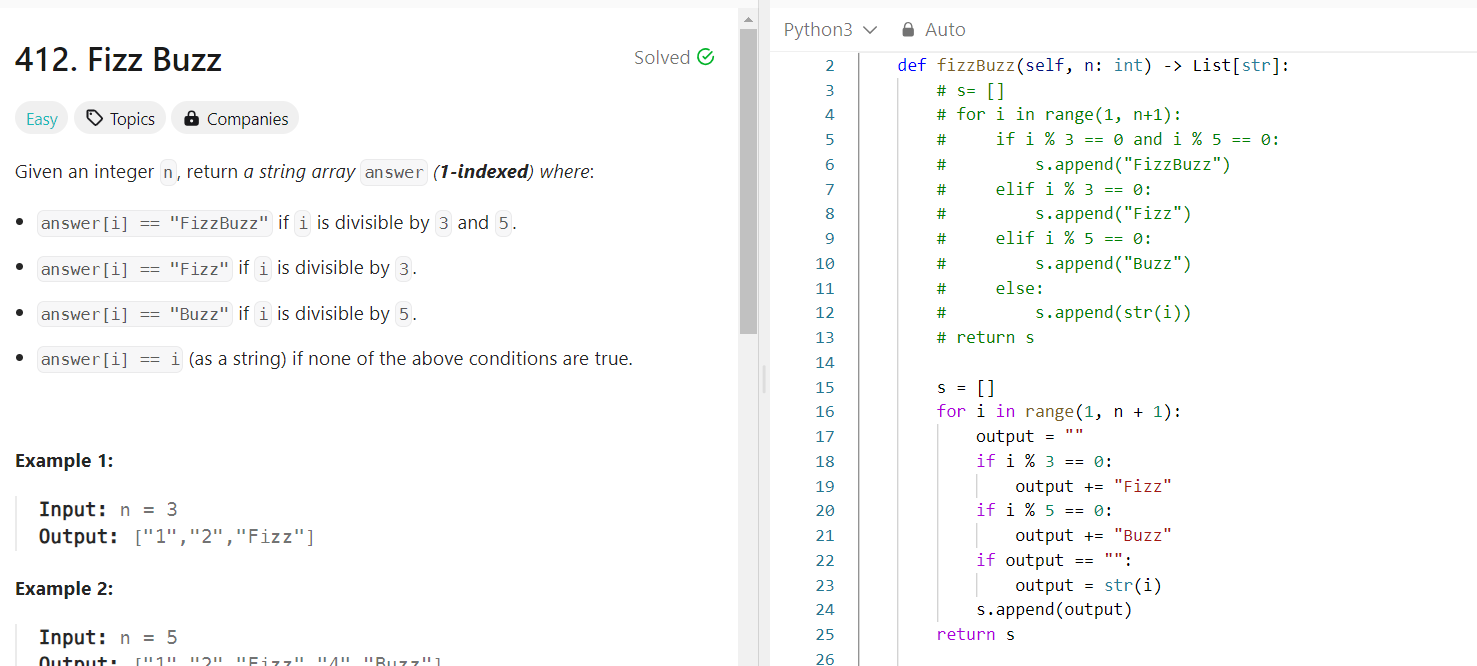 412. Fizz Buzz
Solved
Easy
Topics
Companies
Given an integer n, return a string array answer (1-indexed) where:
• answer[i] == "FizzBuzz" if i is divisible by 3 and 5.
• answer[i] == "Fizz" if i is divisible by 3.
• answer[i] == "Buzz" if i is divisible by 5.
• answer[i] == i (as a string) if none of the above conditions are true.
Example 1:
Input: n = 3
Output: ["1","2","Fizz"]
Example 2:
Input: n = 5
Output: ["1","2","Fizz","4","Buzz"]
Python3
Auto
2 def fizzBuzz(self, n: int) -> List[str]:
3 # s= []
4 # for i in range(1, n+1):
5 #     if i % 3 == 0 and i % 5 == 0:
6 #         s.append("FizzBuzz")
7 #     elif i % 3 == 0:
8 #         s.append("Fizz")
9 #     elif i % 5 == 0:
10 #         s.append("Buzz")
11 #     else:
12 #         s.append(str(i))
13 # return s
14
15 s = []
16 for i in range(1, n + 1):
17     output = ""
18     if i % 3 == 0:
19         output += "Fizz"
20     if i % 5 == 0:
21         output += "Buzz"
22     if output == "":
23         output = str(i)
24     s.append(output)
25 return s
26